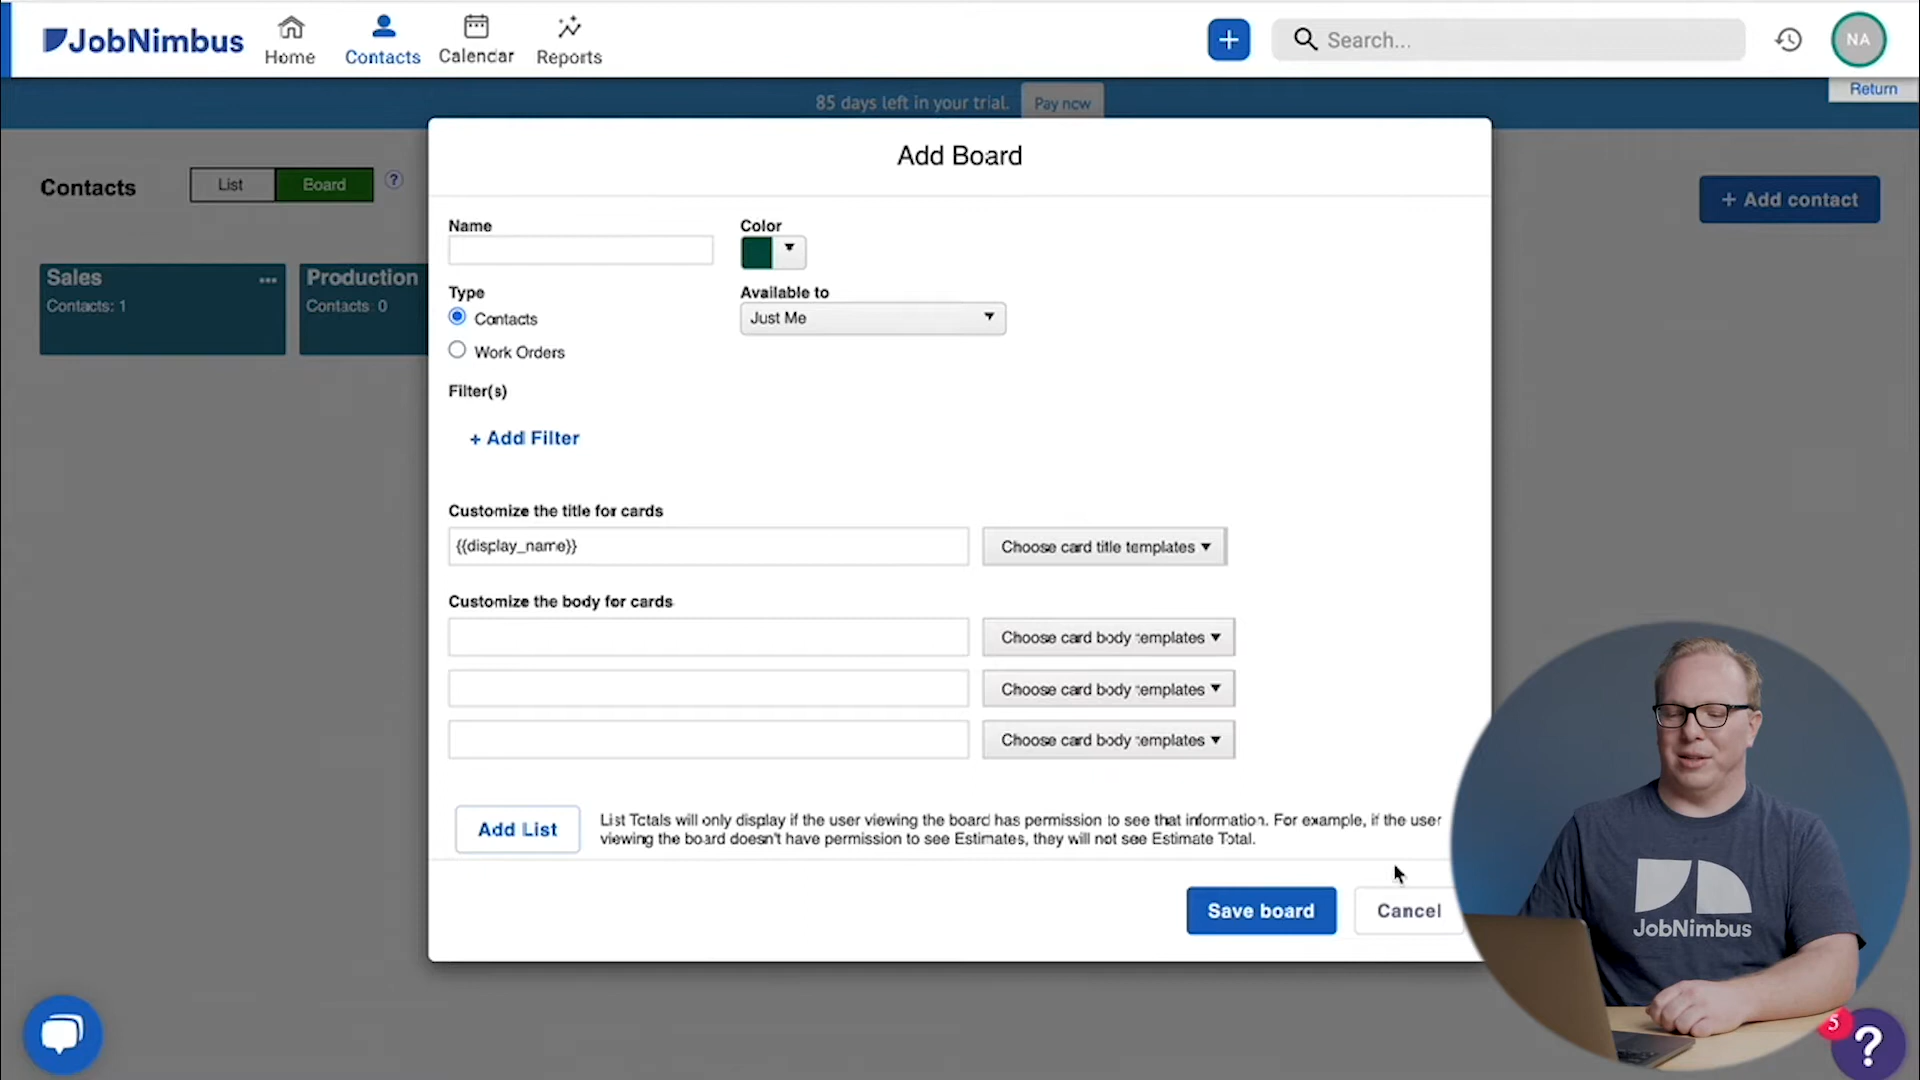 JobNimbus
Home
Contacts
Calendar
Reports
+
Search...
NA
85 days left in your trial.
Pay now
Return
Contacts
List
Board
?
+ Add contact
Sales
...
Contacts: 1
Production
Contacts: 0
Add Board
Name
Color
Type
Contacts
Work Orders
Available to
Just Me
Filter(s)
+ Add Filter
Customize the title for cards
{{display_name}}
Choose card title templates
Customize the body for cards
Choose card body templates
Choose card body templates
Choose card body templates
Add List
List Totals will only display if the user viewing the board has permission to see that information. For example, if the user
viewing the board doesn't have permission to see Estimates, they will not see Estimate Total.
Save board
Cancel
JobNimbus
5
?